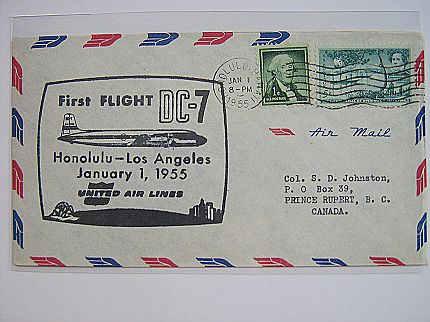 First FLIGHT DC-7
Honolulu—Los Angeles
January 1, 1955
UNITED AIR LINES
JAN 1
8-PM
1955
Air Mail
Col. S. D. Johnston,
P. O Box 39,
PRINCE RUPERT, B. C.
CANADA.